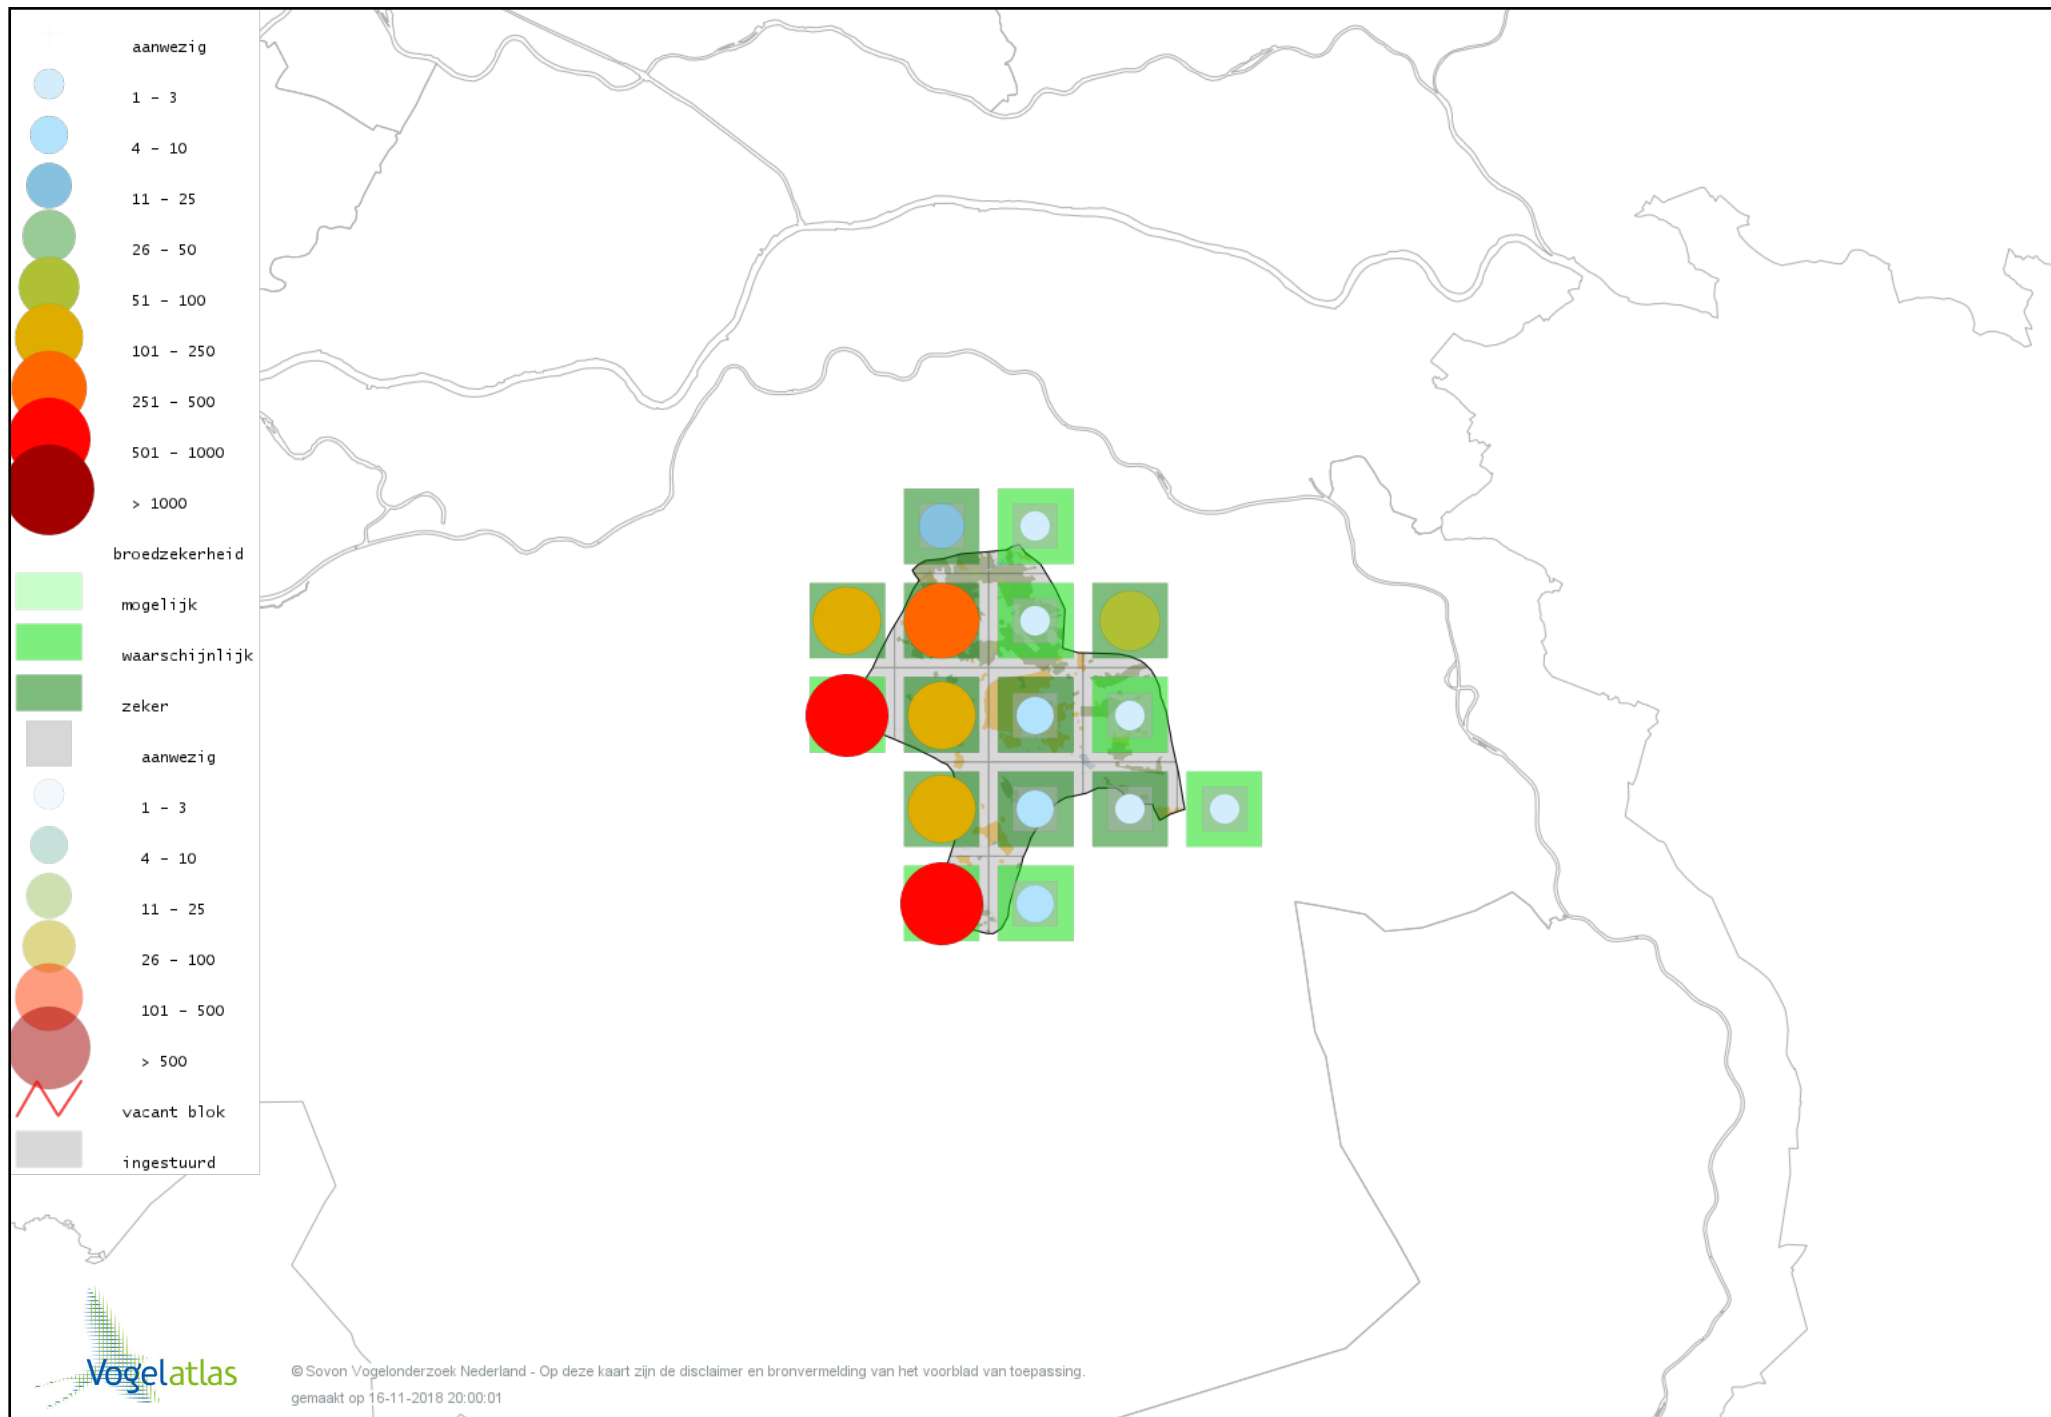 aanwezig
1 - 3
4 - 10
11 - 25
26 - 50
51 - 100
101 - 250
251 - 500
501 - 1000
> 1000
broedzekerheid
mogelijk
waarschijnlijk
zeker
aanwezig
1 - 3
4 - 10
11 - 25
26 - 100
101 - 500
> 500
vacant blok
ingestuurd
Vogelatlas
© Sovon Vogelonderzoek Nederland - Op deze kaart zijn de disclaimer en bronvermelding van het voorblad van toepassing.
gemaakt op 16-11-2018 20:00:01